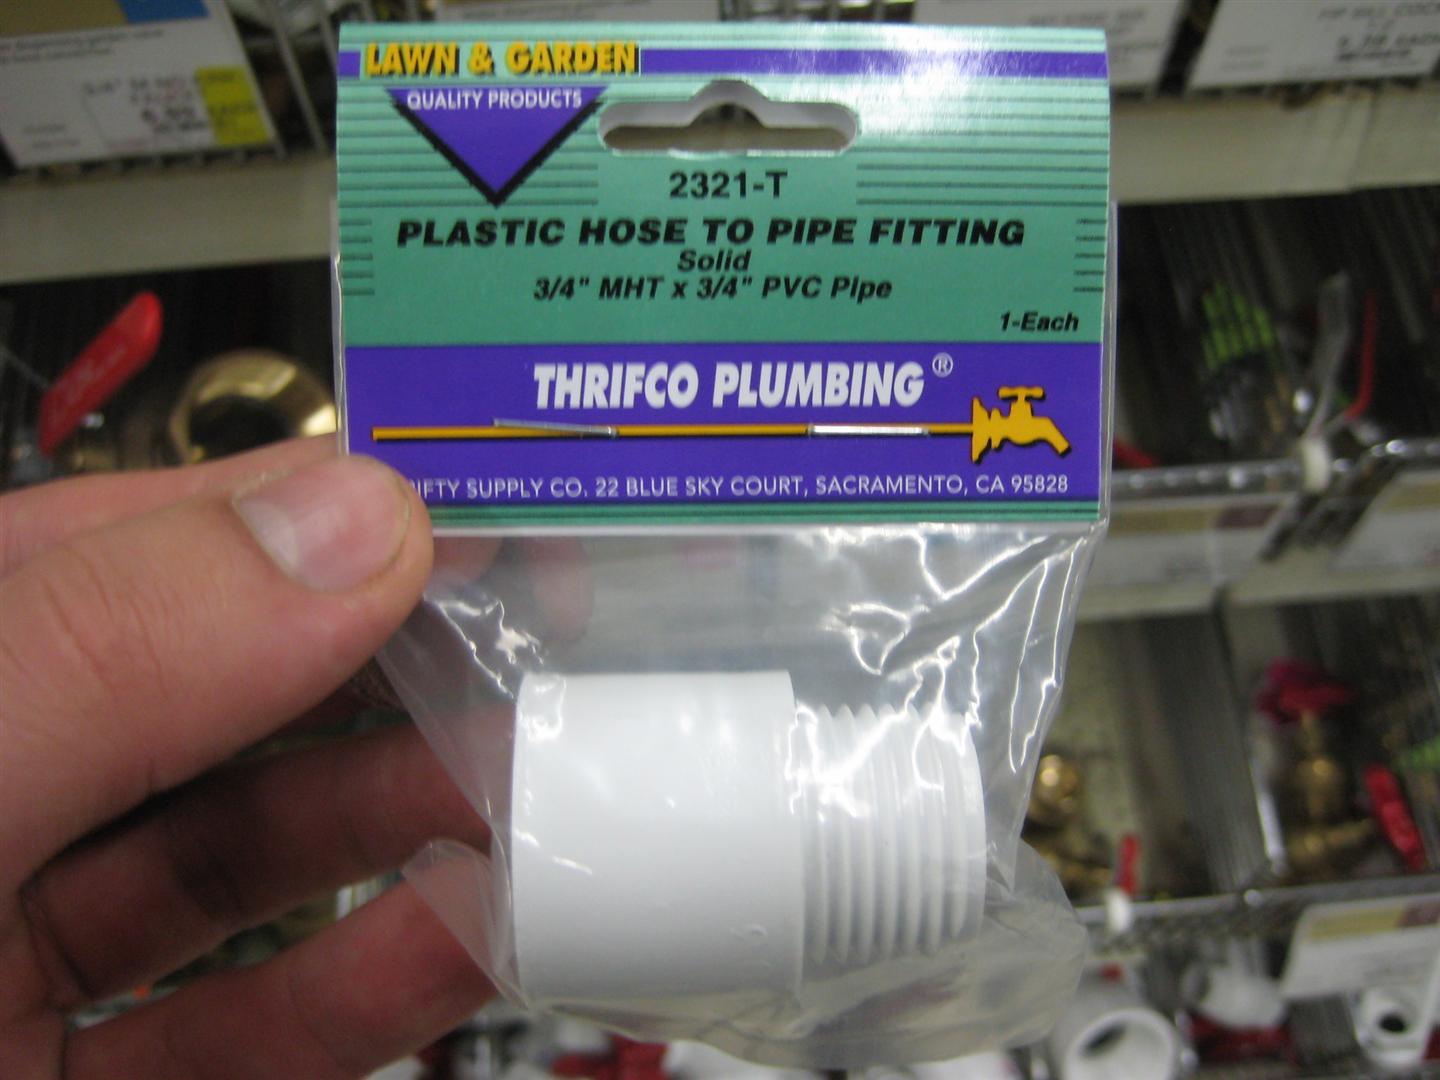 LAWN & GARDEN
QUALITY PRODUCTS
2321-T
PLASTIC HOSE TO PIPE FITTING
Solid
3/4" MHT x 3/4" PVC Pipe
1-Each
THRIFCO PLUMBING®
IFTY SUPPLY CO. 22 BLUE SKY COURT, SACRAMENTO, CA 95828